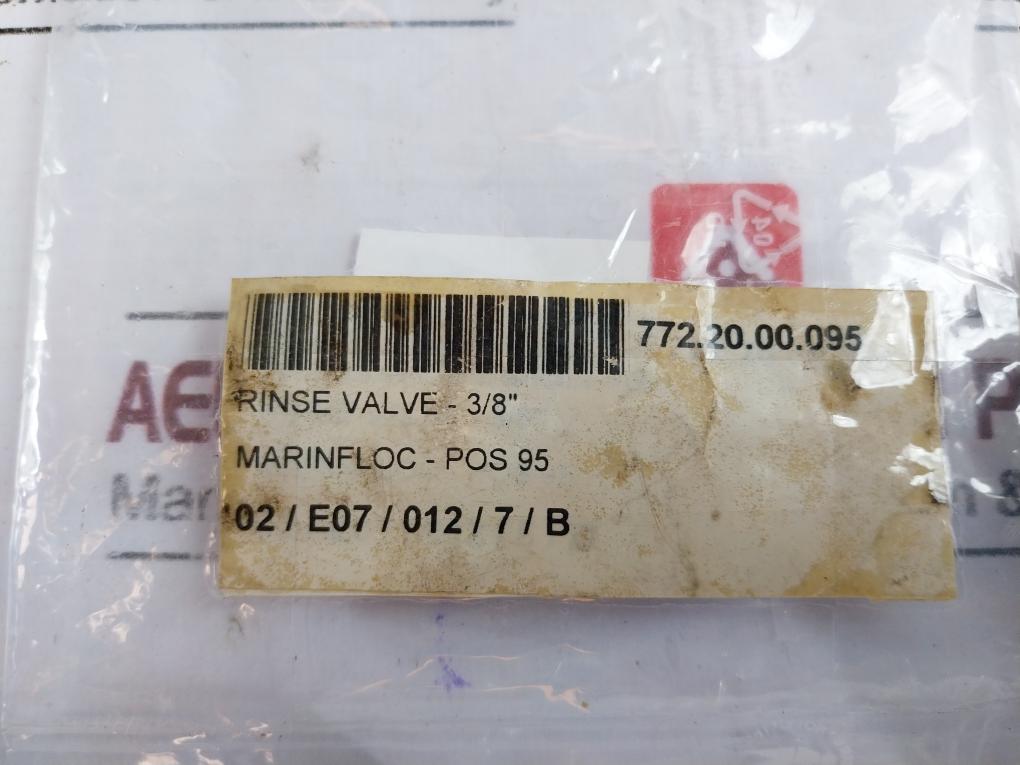 772.20.00.095
RINSE VALVE - 3/8"
MARINFLOC - POS 95
02 / E07 / 012 / 7 / B